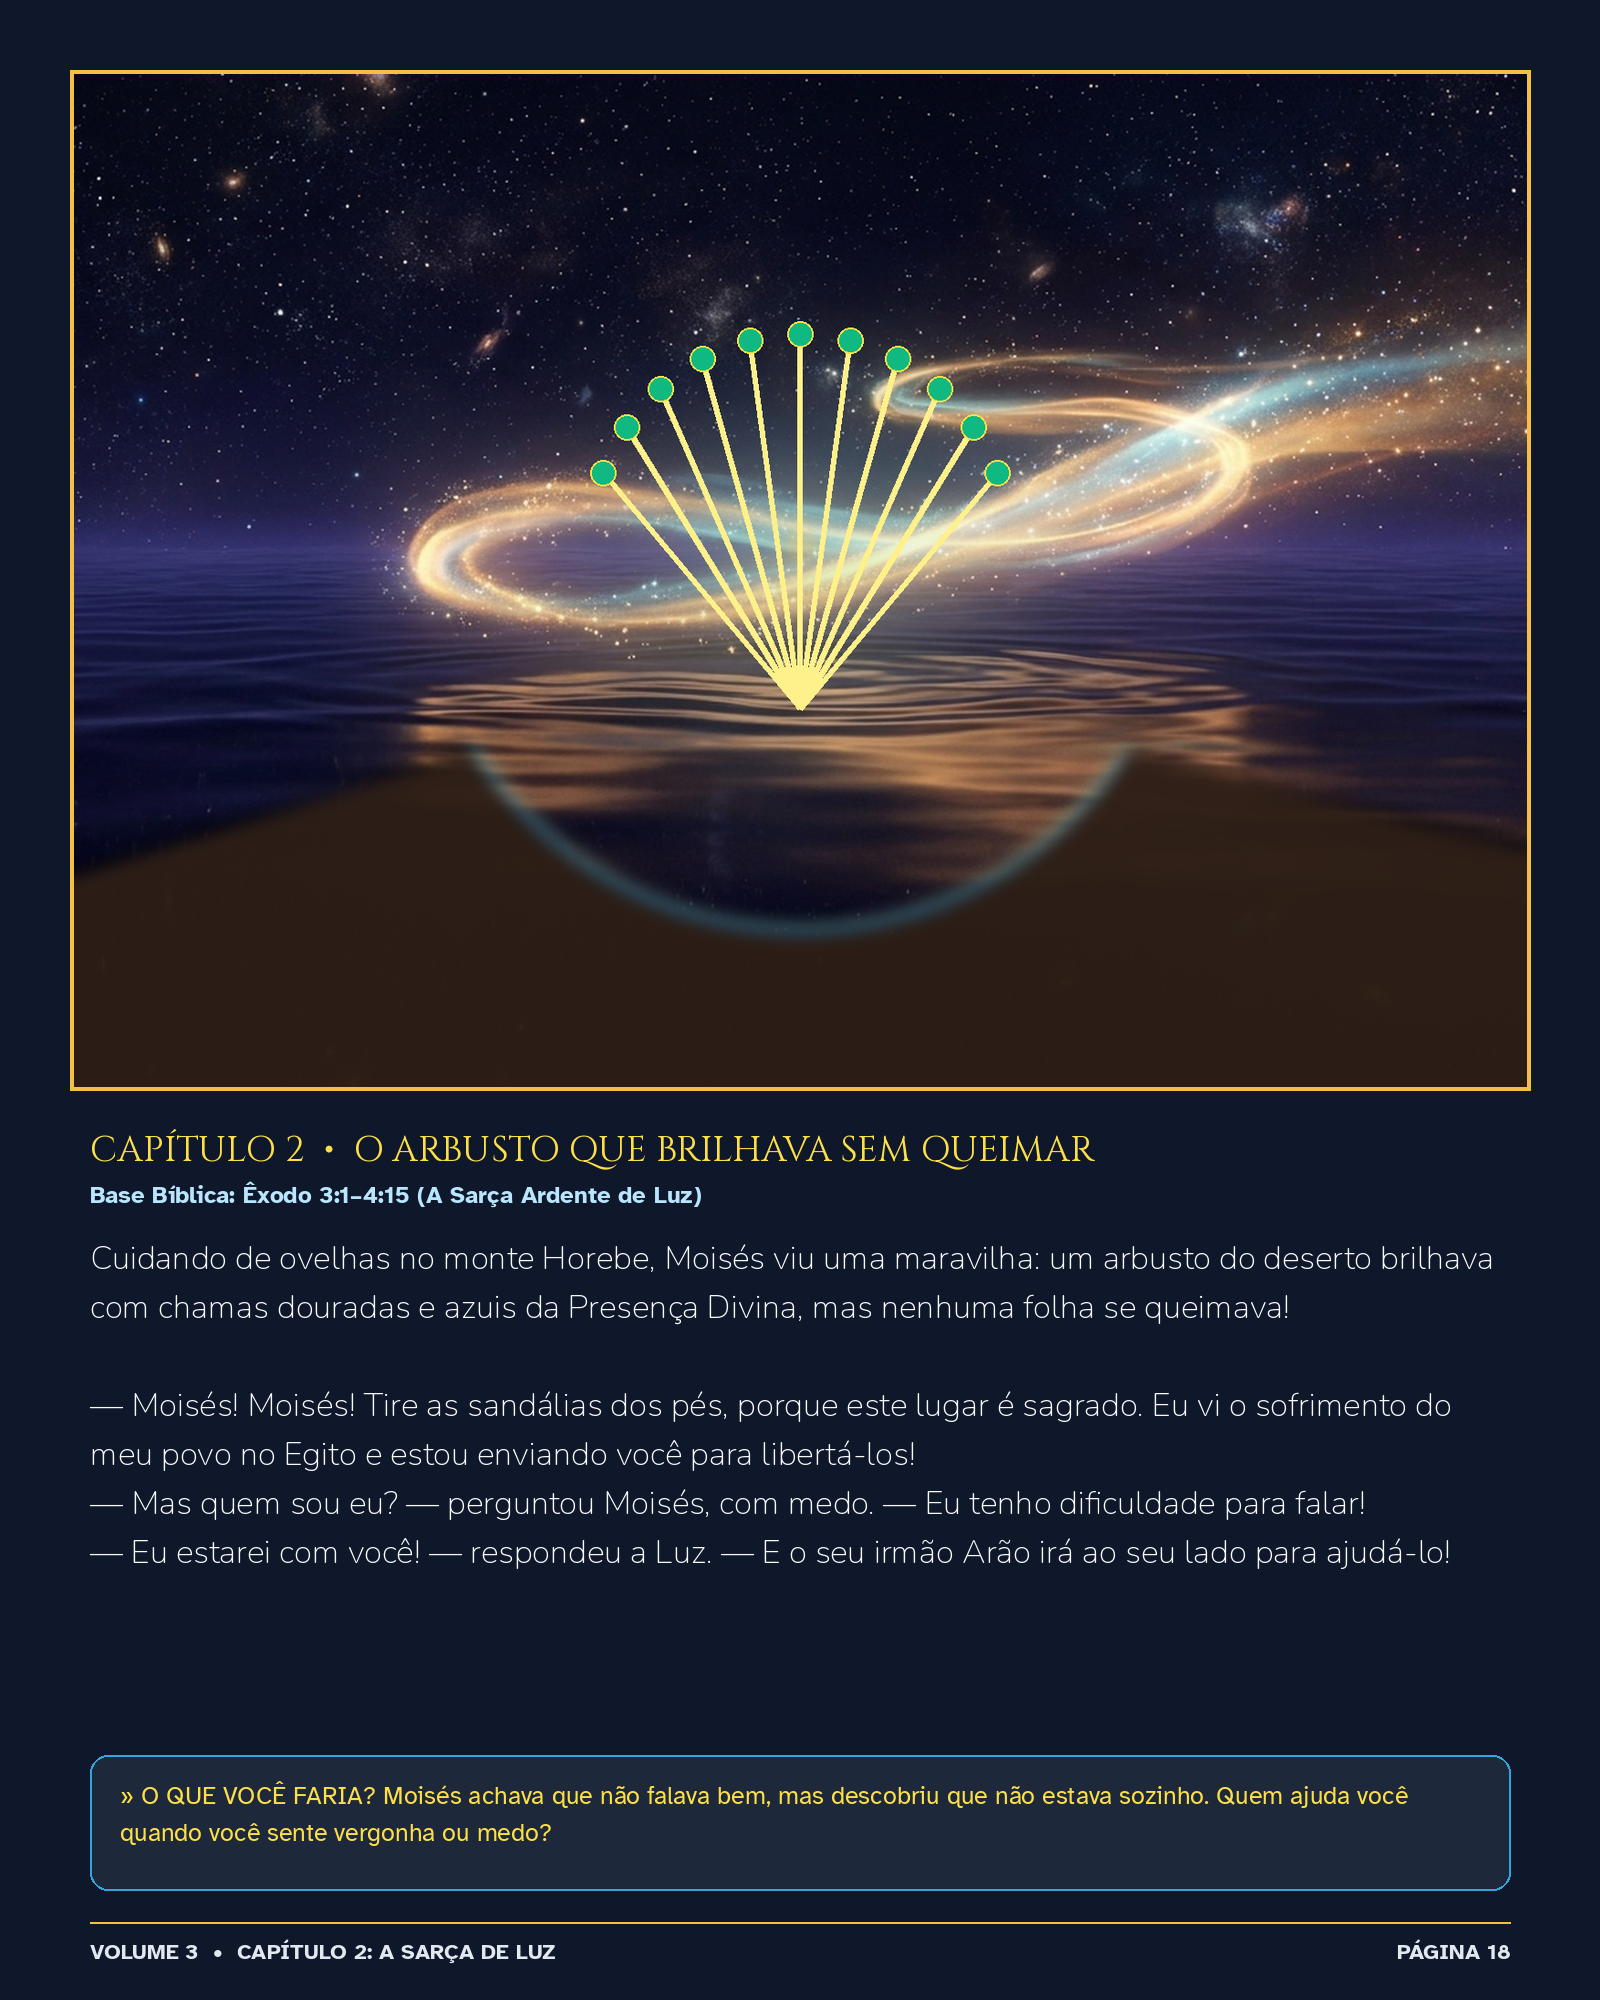 CAPÍTULO 2 • O ARBUSTO QUE BRILHAVA SEM QUEIMAR
Base Bíblica: Êxodo 3:1–4:15 (A Sarça Ardente de Luz)
Cuidando de ovelhas no monte Horebe, Moisés viu uma maravilha: um arbusto do deserto brilhava
com chamas douradas e azuis da Presença Divina, mas nenhuma folha se queimava!
— Moisés! Moisés! Tire as sandálias dos pés, porque este lugar é sagrado. Eu vi o sofrimento do
meu povo no Egito e estou enviando você para libertá-los!
— Mas quem sou eu? — perguntou Moisés, com medo. — Eu tenho dificuldade para falar!
— Eu estarei com você! — respondeu a Luz. — E o seu irmão Arão irá ao seu lado para ajudá-lo!
» O QUE VOCÊ FARIA? Moisés achava que não falava bem, mas descobriu que não estava sozinho. Quem ajuda você
quando você sente vergonha ou medo?
VOLUME 3 • CAPÍTULO 2: A SARÇA DE LUZ
PÁGINA 18